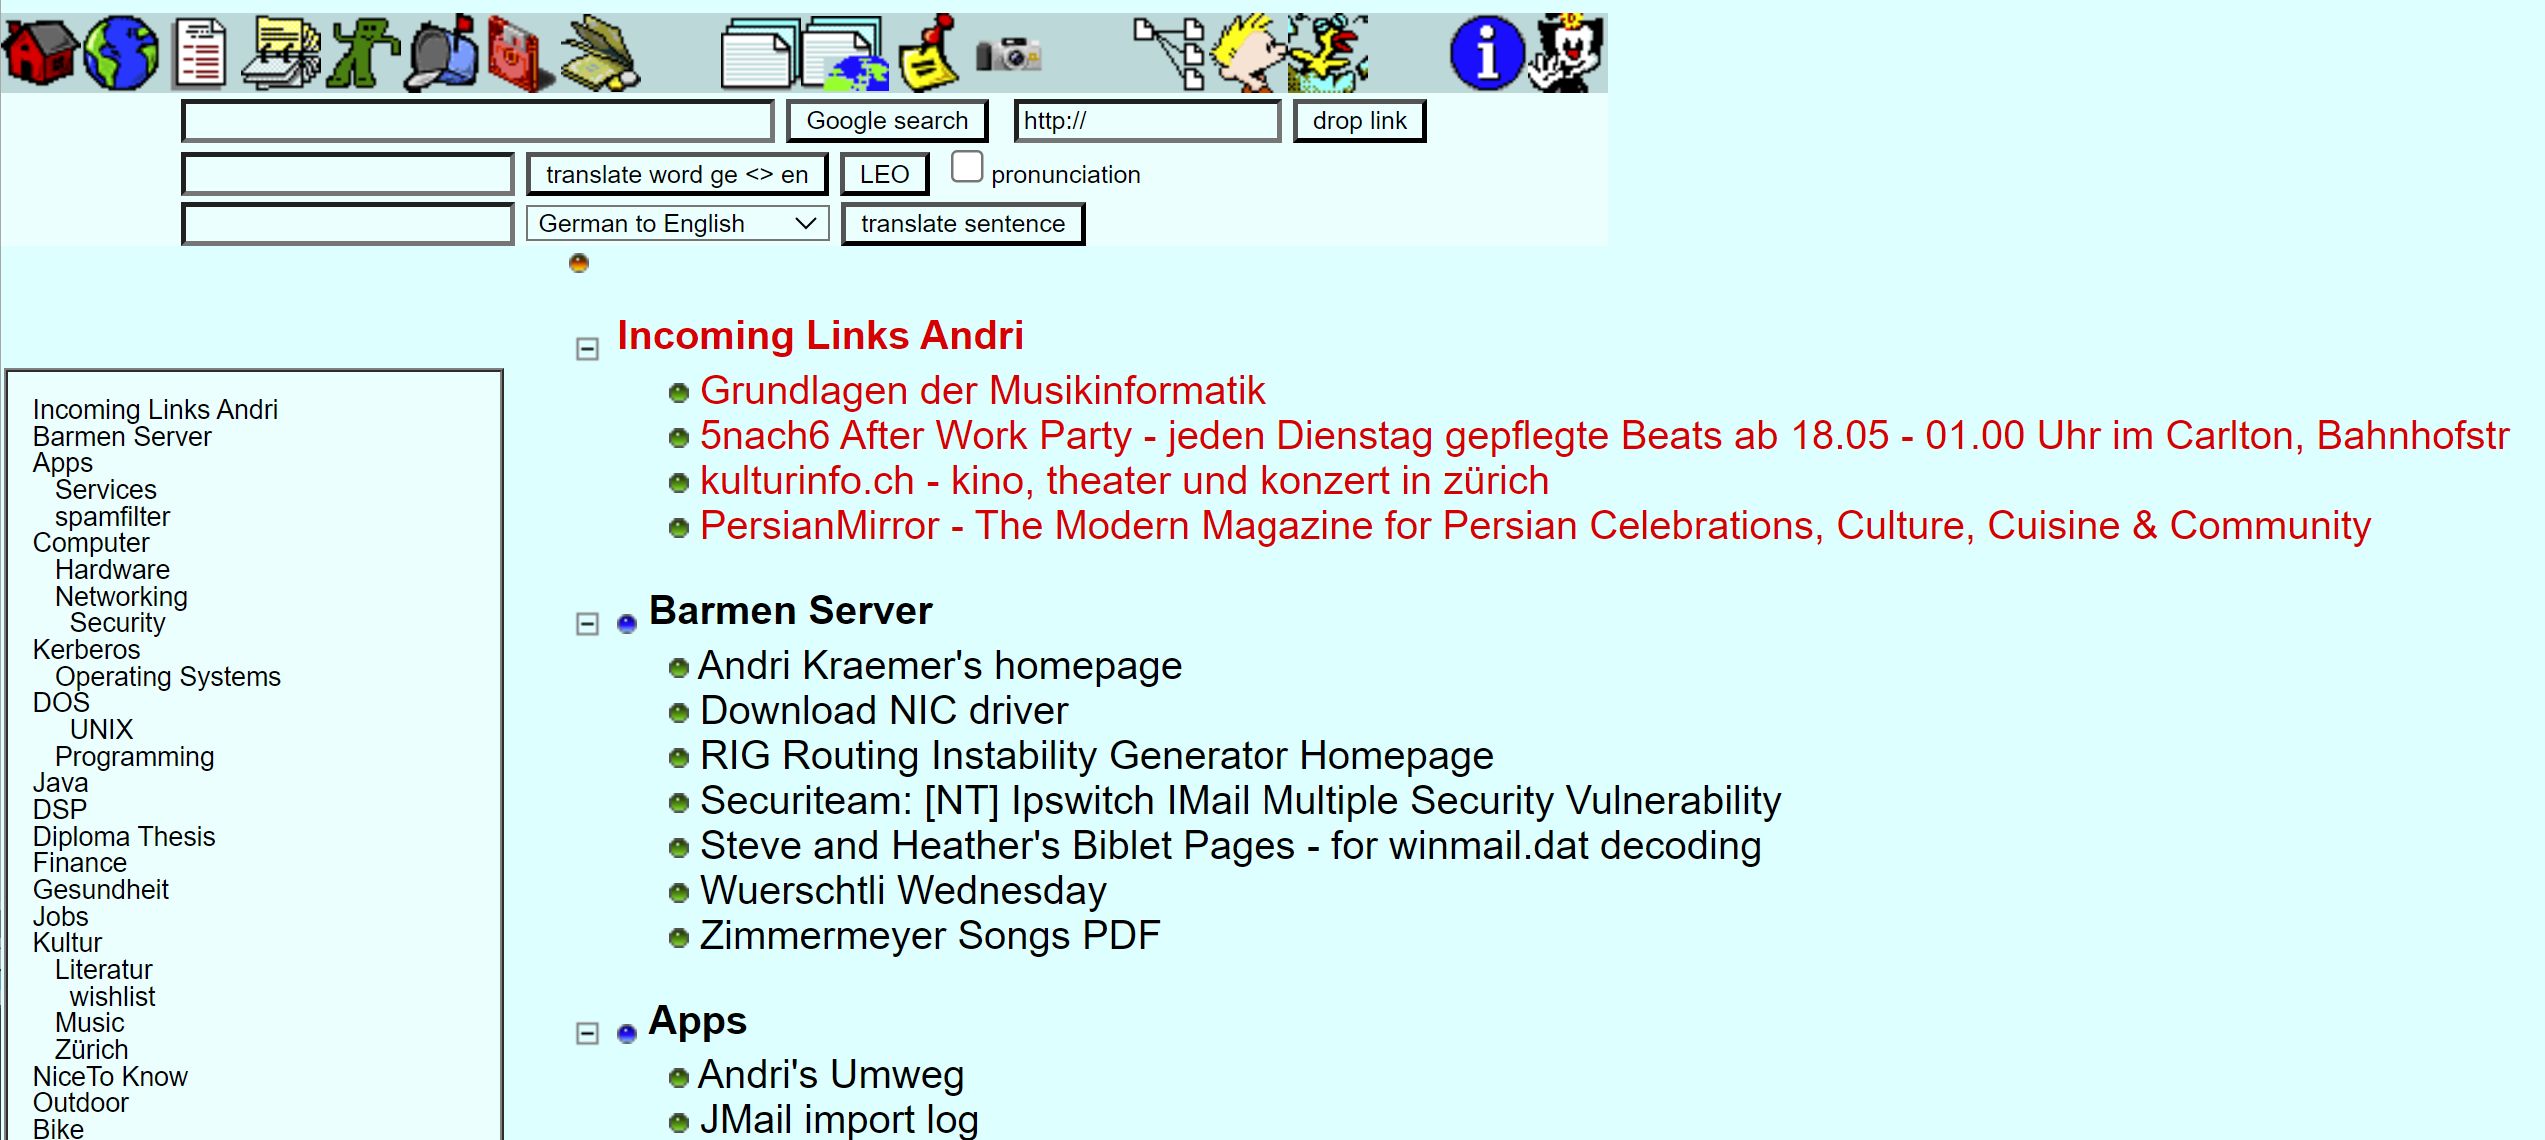 Google search http:// drop link
translate word ge <> en LEO pronunciation
German to English translate sentence
Incoming Links Andri
Barmen Server
Apps
Services
spamfilter
Computer
Hardware
Networking
Security
Kerberos
Operating Systems
DOS
UNIX
Programming
Java
DSP
Diploma Thesis
Finance
Gesundheit
Jobs
Kultur
Literatur
wishlist
Music
Zürich
NiceTo Know
Outdoor
Bike
Incoming Links Andri
Grundlagen der Musikinformatik
5nach6 After Work Party - jeden Dienstag gepflegte Beats ab 18.05 - 01.00 Uhr im Carlton, Bahnhofstr
kulturinfo.ch - kino, theater und konzert in zürich
PersianMirror - The Modern Magazine for Persian Celebrations, Culture, Cuisine & Community
Barmen Server
Andri Kraemer's homepage
Download NIC driver
RIG Routing Instability Generator Homepage
Securiteam: [NT] Ipswitch IMail Multiple Security Vulnerability
Steve and Heather's Biblet Pages - for winmail.dat decoding
Wuerschtli Wednesday
Zimmermeyer Songs PDF
Apps
Andri's Umweg
JMail import log